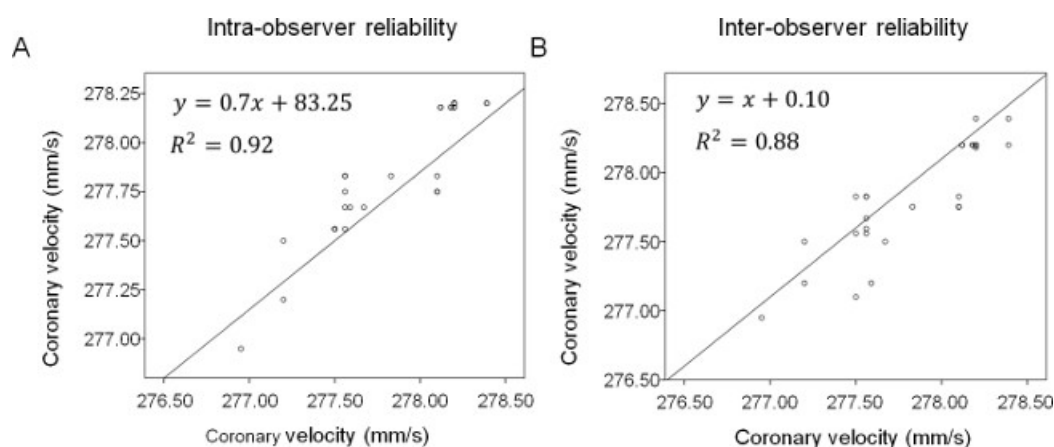 Intra-observer reliability
A
y = 0.7x + 83.25
R² = 0.92
Coronary velocity (mm/s)
278.25
278.00
277.75
277.50
277.25
277.00
276.50 277.00 277.50 278.00 278.50
Coronary velocity (mm/s)
Inter-observer reliability
B
y = x + 0.10
R² = 0.88
Coronary velocity (mm/s)
278.50
278.00
277.50
277.00
276.50
276.50 277.00 277.50 278.00 278.50
Coronary velocity (mm/s)